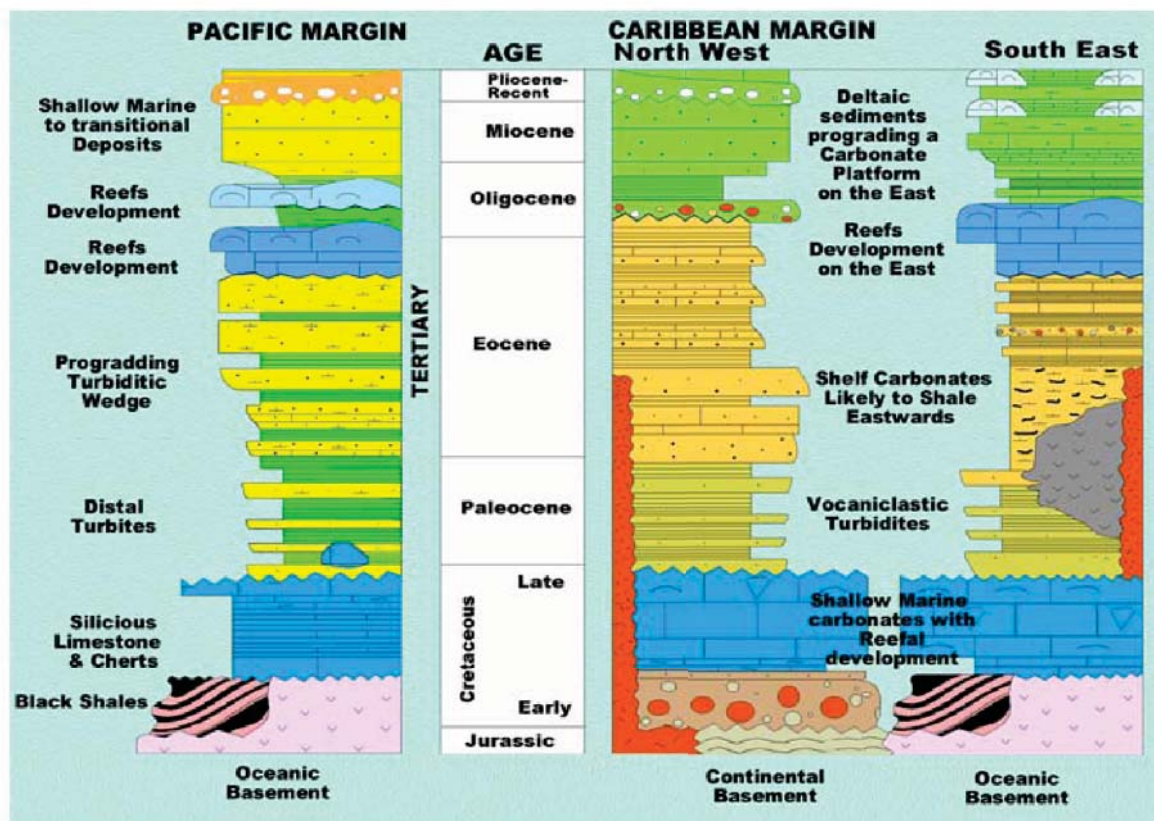 PACIFIC MARGIN
AGE
CARIBBEAN MARGIN
North West
South East
Shallow Marine
to transitional
Deposits
Reefs
Development
Reefs
Development
Progradding
Turbiditic
Wedge
Distal
Turbites
Silicious
Limestone
& Cherts
Black Shales
Oceanic
Basement
TERTIARY
Pliocene-
Recent
Miocene
Oligocene
Eocene
Paleocene
Cretaceous
Late
Early
Jurassic
Deltaic
sediments
prograding a
Carbonate
Platform
on the East
Reefs
Development
on the East
Shelf Carbonates
Likely to Shale
Eastwards
Vocaniclastic
Turbidites
Shallow Marine
carbonates with
Reefal
development
Continental
Basement
Oceanic
Basement